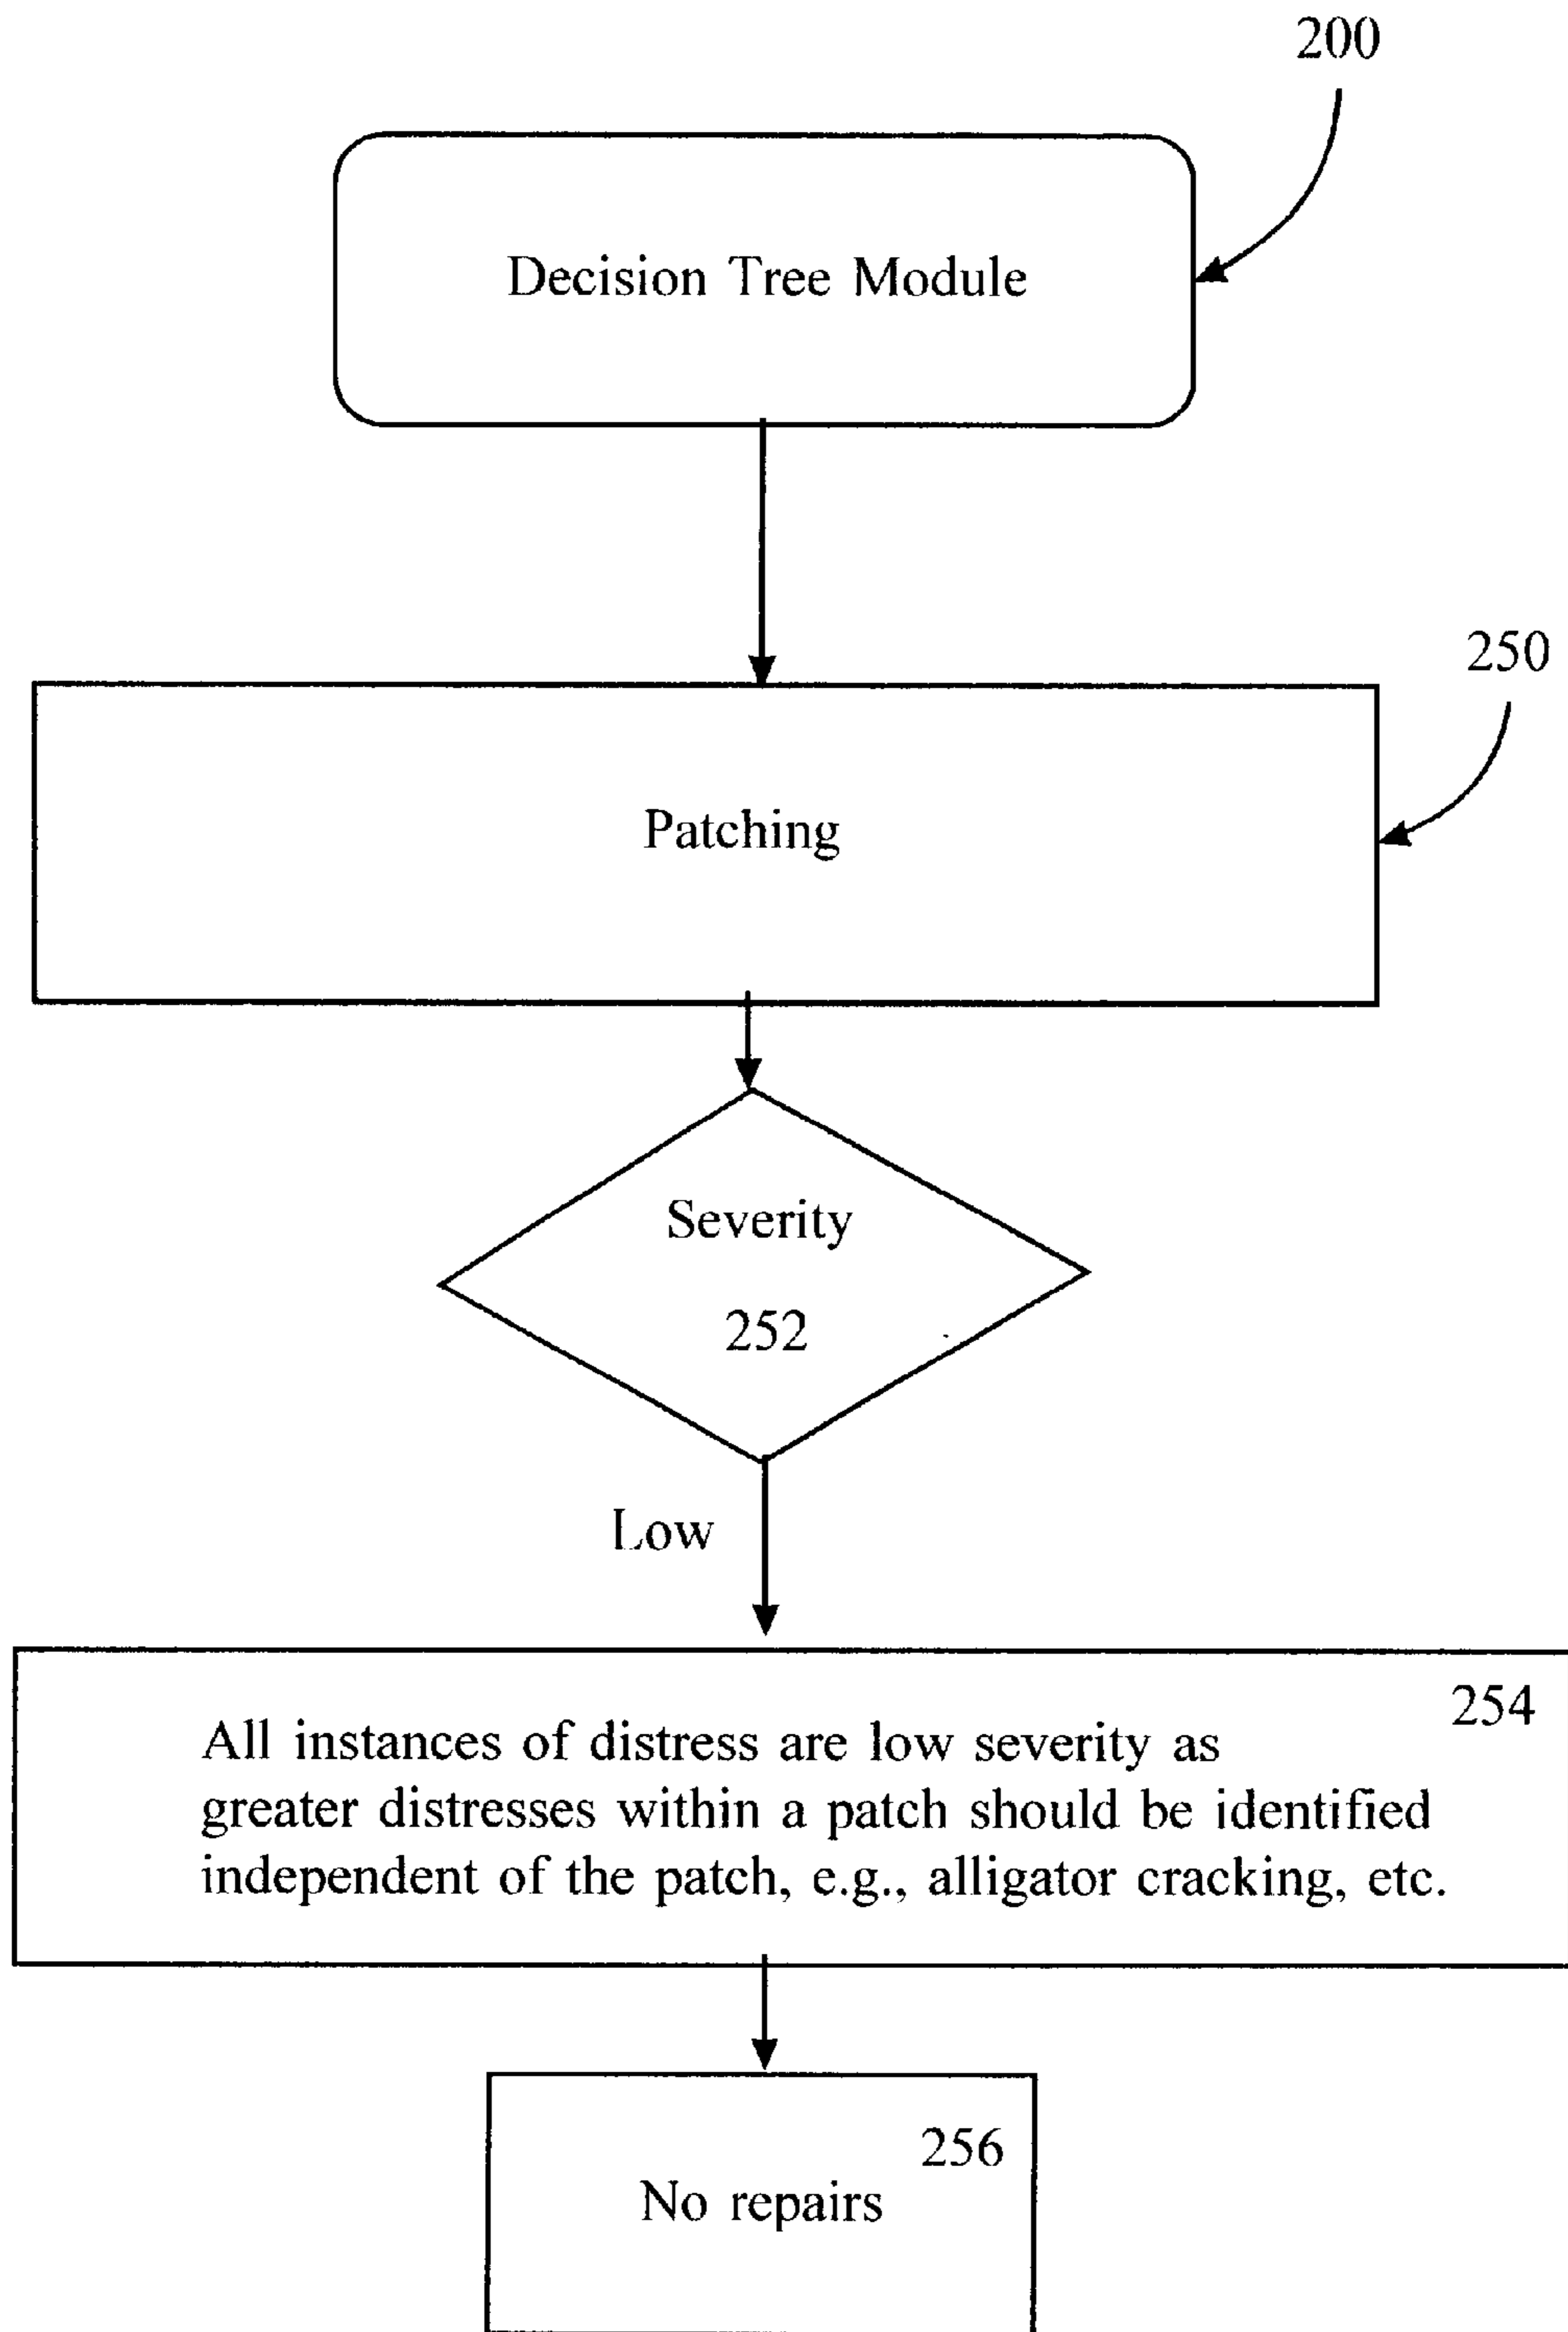 200
Decision Tree Module
250
Patching
Severity
252
Low
254
All instances of distress are low severity as
greater distresses within a patch should be identified
independent of the patch, e.g., alligator cracking, etc.
256
No repairs